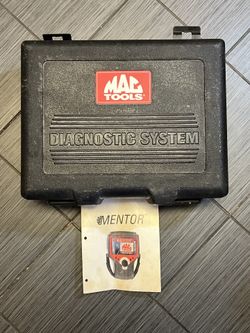 MAC
TOOLS
DIAGNOSTIC SYSTEM
MENTOR